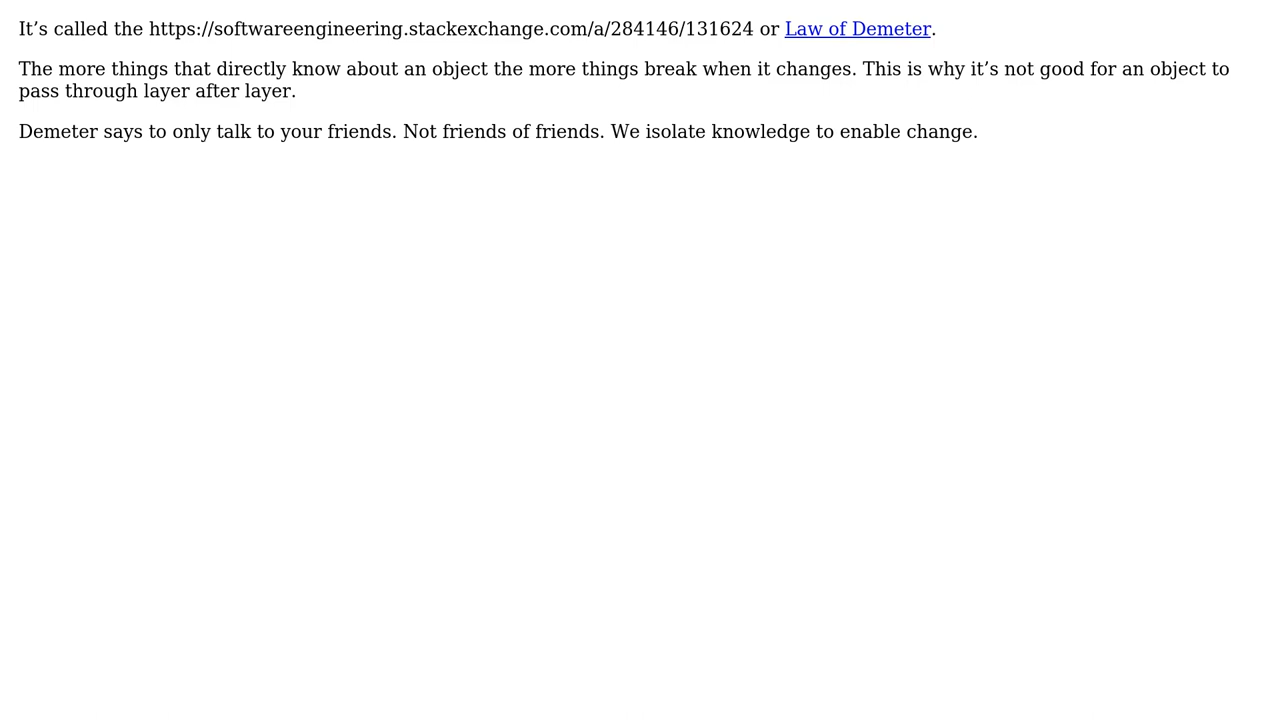 It’s called the https://softwareengineering.stackexchange.com/a/284146/131624 or Law of Demeter.
The more things that directly know about an object the more things break when it changes. This is why it’s not good for an object to
pass through layer after layer.
Demeter says to only talk to your friends. Not friends of friends. We isolate knowledge to enable change.